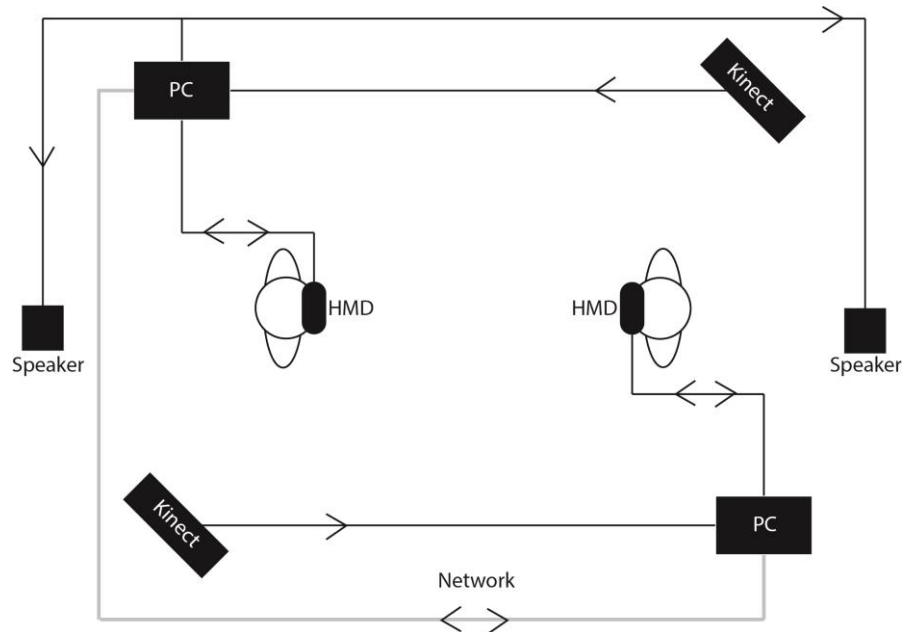 PC
Kinect
HMD
HMD
Speaker
Speaker
Kinect
PC
Network